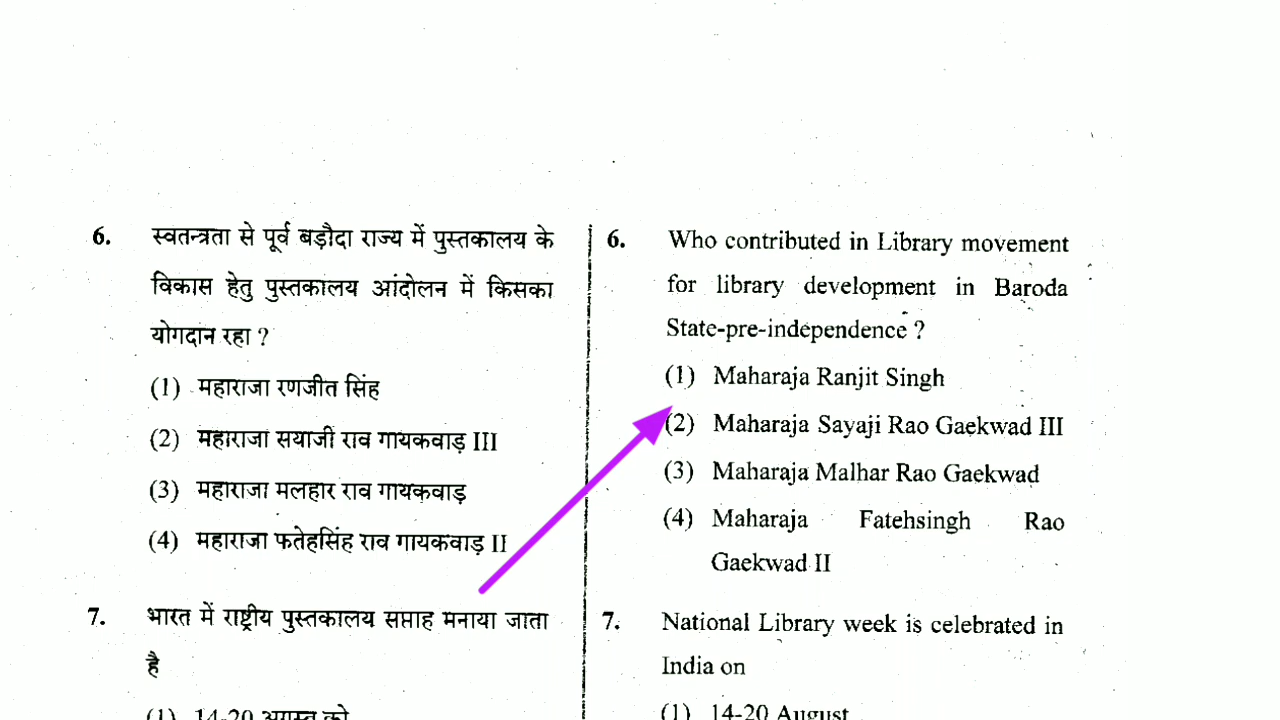 6. स्वतन्त्रता से पूर्व बड़ौदा राज्य में पुस्तकालय के
विकास हेतु पुस्तकालय आंदोलन में किसका
योगदान रहा ?
(1) महाराजा रणजीत सिंह
(2) महाराजा सयाजी राव गायकवाड़ III
(3) महाराजा मलहार राव गायकवाड़
(4) महाराजा फतेहसिंह राव गायकवाड़ II
7. भारत में राष्ट्रीय पुस्तकालय सप्ताह मनाया जाता
है
(1) 14-20 अगस्त को
6. Who contributed in Library movement
for library development in Baroda
State-pre-independence ?
(1) Maharaja Ranjit Singh
(2) Maharaja Sayaji Rao Gaekwad III
(3) Maharaja Malhar Rao Gaekwad
(4) Maharaja Fatehsingh Rao
Gaekwad II
7. National Library week is celebrated in
India on
(1) 14-20 August